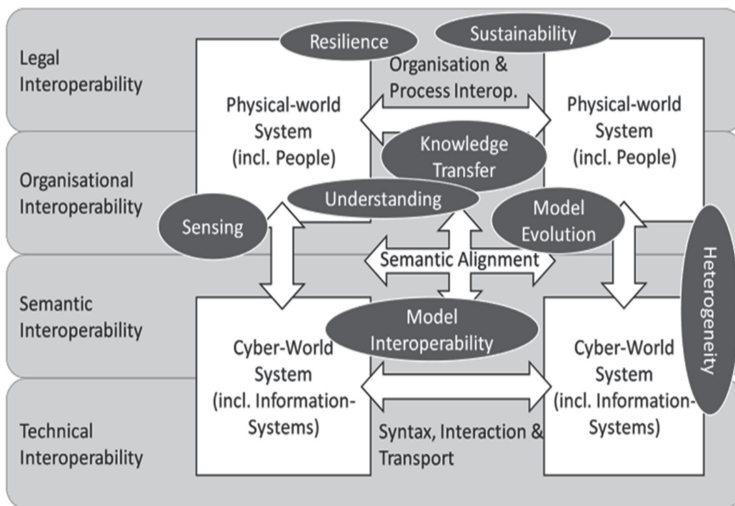 Resilience
Sustainability
Legal
Interoperability
Organisation &
Process Interop.
Physical-world
System
(incl. People)
Physical-world
System
(incl. People)
Knowledge
Transfer
Organisational
Interoperability
Understanding
Sensing
Model
Evolution
Semantic Alignment
Heterogeneity
Semantic
Interoperability
Model
Interoperability
Cyber-World
System
(incl. Information-
Systems)
Cyber-World
System
(incl. Information-
Systems)
Technical
Interoperability
Syntax, Interaction &
Transport